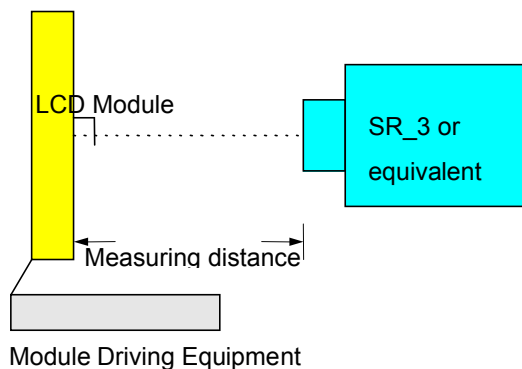 LCD Module
SR_3 or
equivalent
Measuring distance
Module Driving Equipment